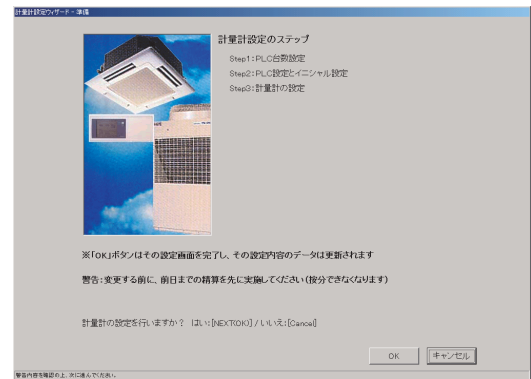 計量計設定ウィザード - 準備
計量計設定のステップ
Step1:PLC台数設定
Step2:PLC設定とイニシャル設定
Step3:計量計の設定
※「OK」ボタンはその設定画面を完了し、その設定内容のデータは更新されます
警告:変更する前に、前日までの精算を先に実施してください(按分できなくなります)
計量計の設定を行いますか? はい:[NEXT(OK)] / いいえ:[Cancel]
OK
キャンセル
警告内容を確認の上、次に進んでください。